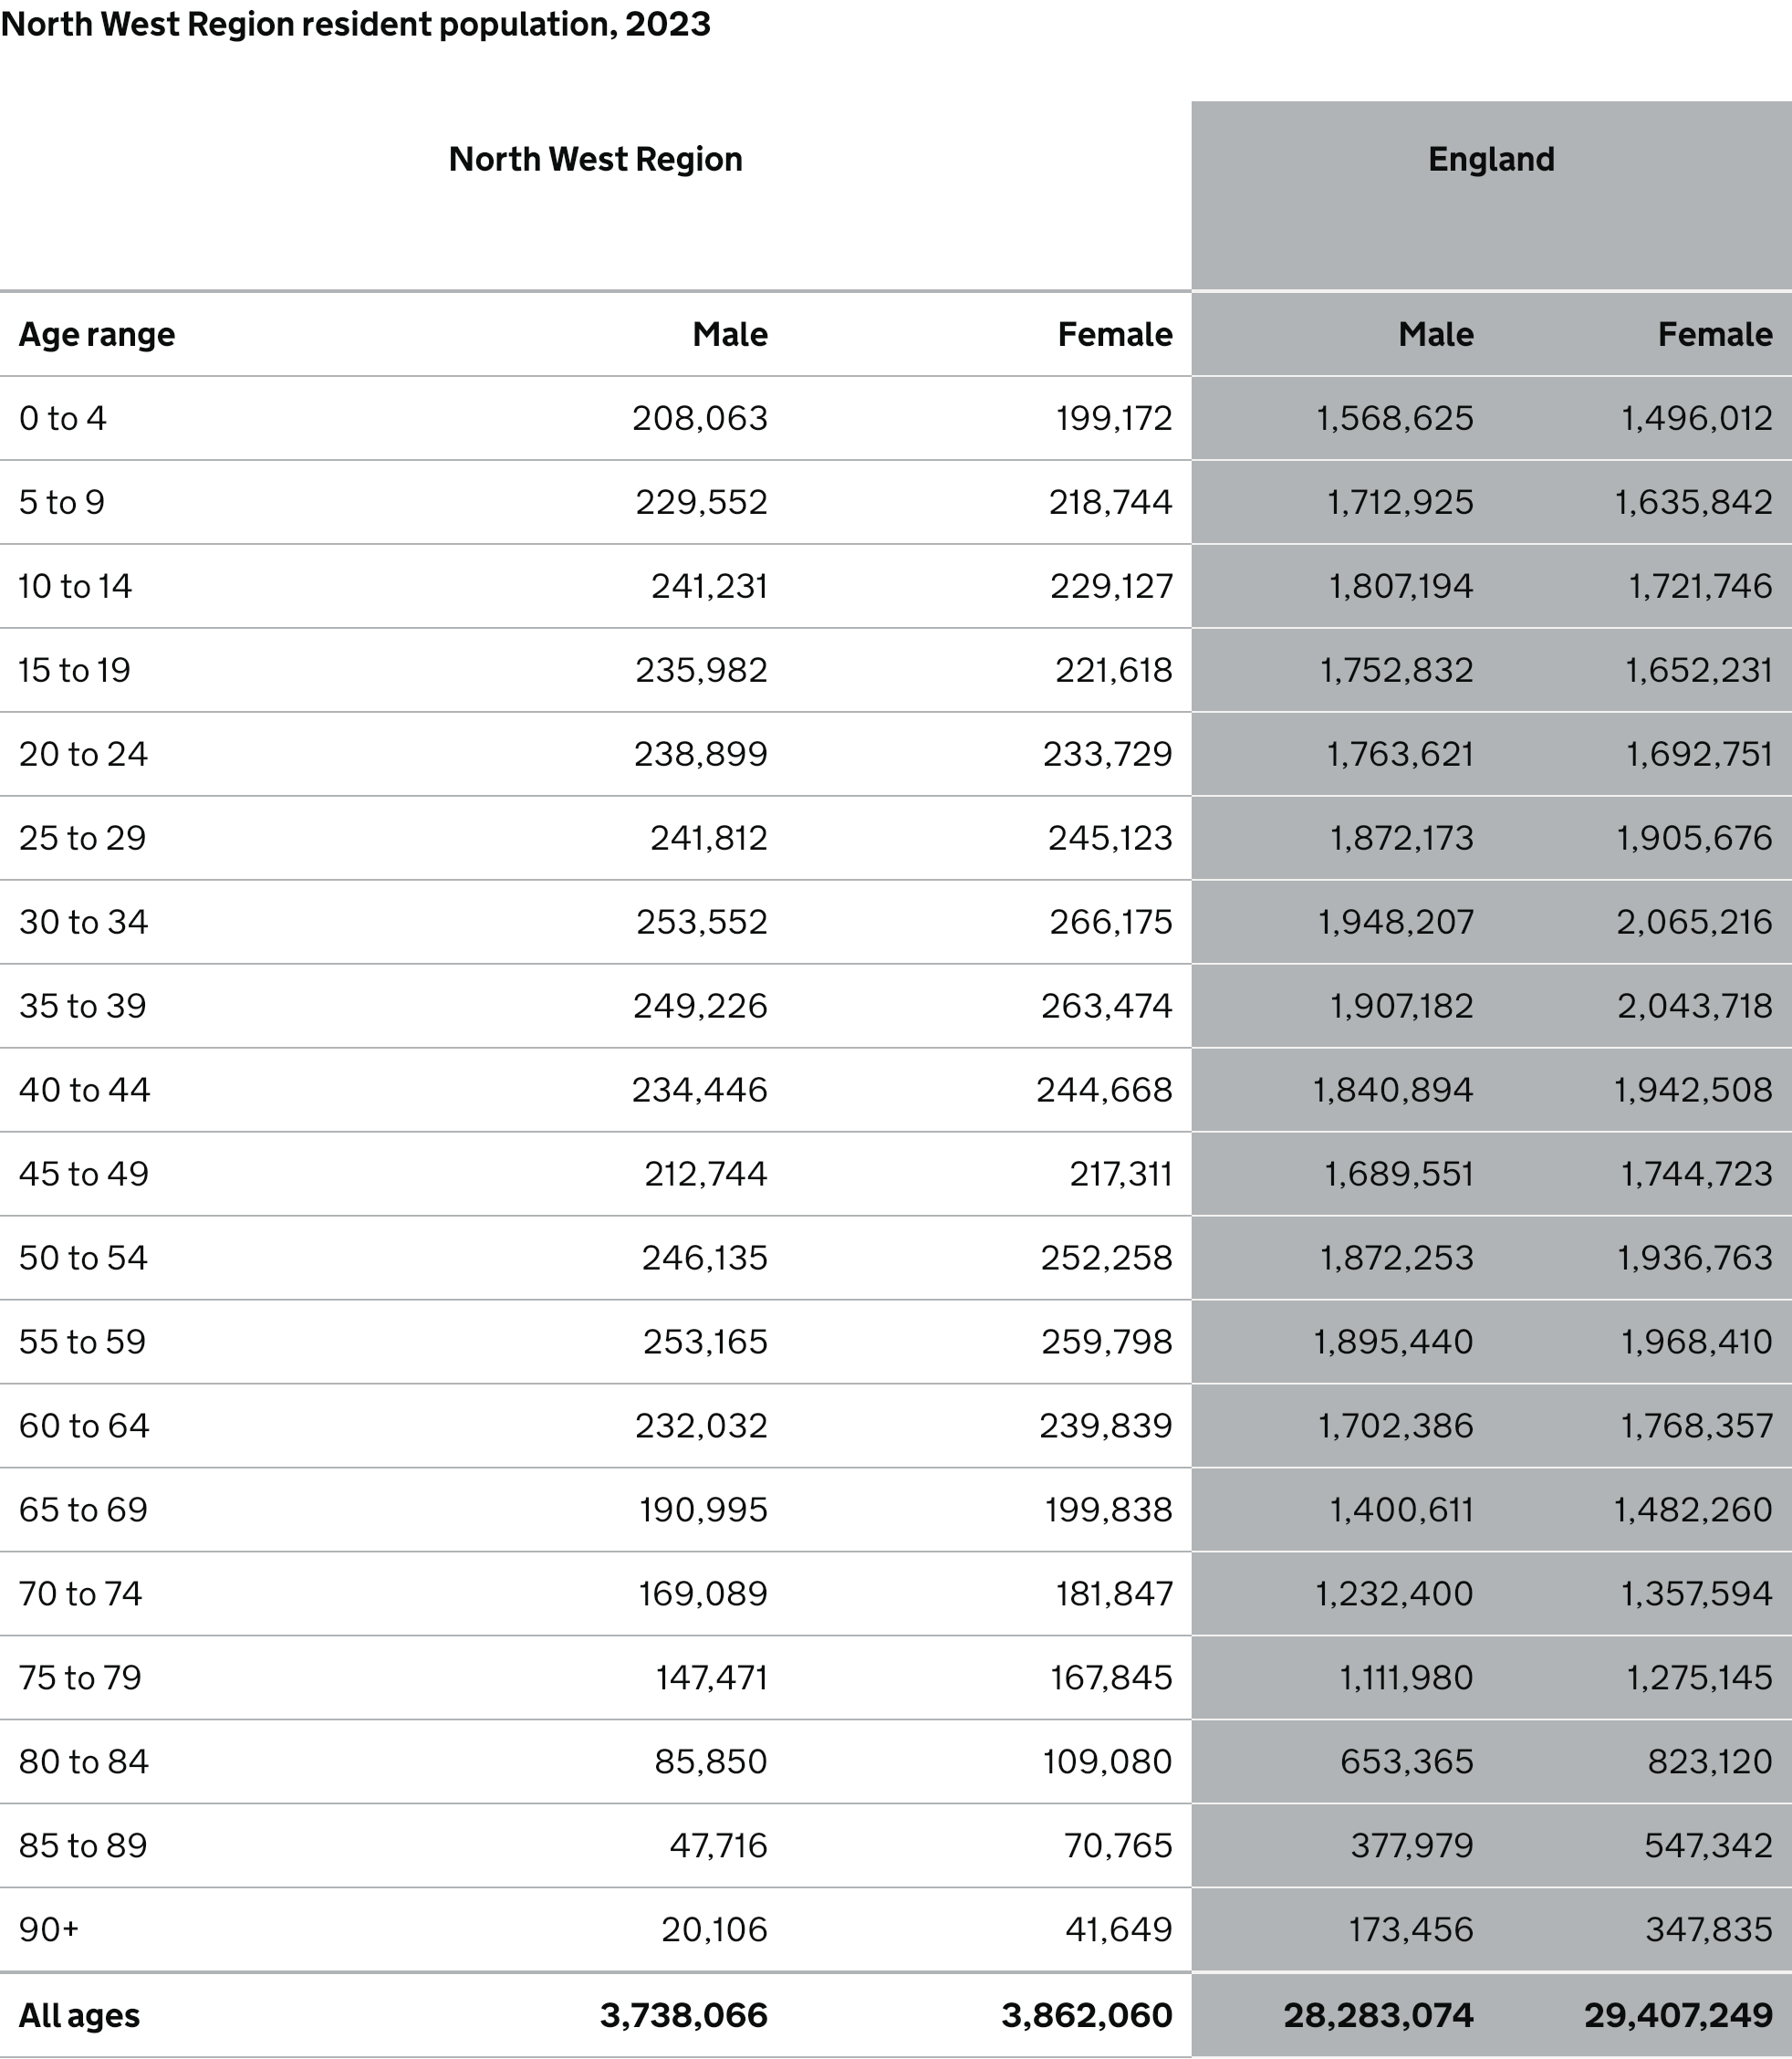 North West Region resident population, 2023
North West Region England
Age range Male Female Male Female
0 to 4 208,063 199,172 1,568,625 1,496,012
5 to 9 229,552 218,744 1,712,925 1,635,842
10 to 14 241,231 229,127 1,807,194 1,721,746
15 to 19 235,982 221,618 1,752,832 1,652,231
20 to 24 238,899 233,729 1,763,621 1,692,751
25 to 29 241,812 245,123 1,872,173 1,905,676
30 to 34 253,552 266,175 1,948,207 2,065,216
35 to 39 249,226 263,474 1,907,182 2,043,718
40 to 44 234,446 244,668 1,840,894 1,942,508
45 to 49 212,744 217,311 1,689,551 1,744,723
50 to 54 246,135 252,258 1,872,253 1,936,763
55 to 59 253,165 259,798 1,895,440 1,968,410
60 to 64 232,032 239,839 1,702,386 1,768,357
65 to 69 190,995 199,838 1,400,611 1,482,260
70 to 74 169,089 181,847 1,232,400 1,357,594
75 to 79 147,471 167,845 1,111,980 1,275,145
80 to 84 85,850 109,080 653,365 823,120
85 to 89 47,716 70,765 377,979 547,342
90+ 20,106 41,649 173,456 347,835
All ages 3,738,066 3,862,060 28,283,074 29,407,249